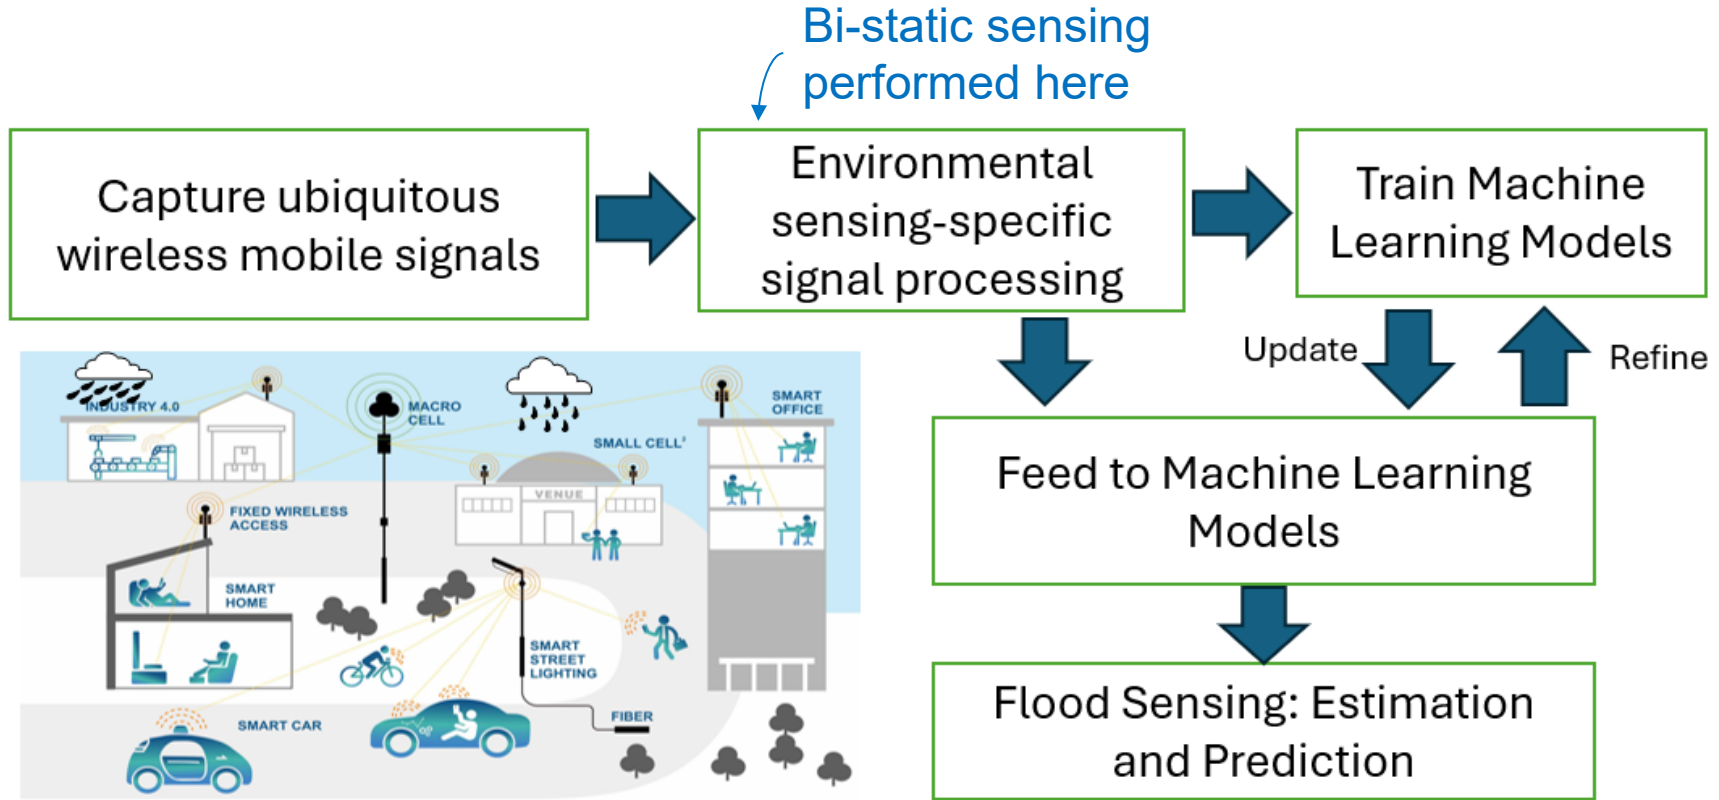 Bi-static sensing
performed here
Capture ubiquitous
wireless mobile signals
Environmental
sensing-specific
signal processing
Train Machine
Learning Models
Update
Refine
Feed to Machine Learning
Models
Flood Sensing: Estimation
and Prediction
INDUSTRY 4.0
MACRO
CELL
SMALL CELL²
SMART
OFFICE
VENUE
FIXED WIRELESS
ACCESS
SMART
HOME
SMART
STREET
LIGHTING
FIBER
SMART CAR